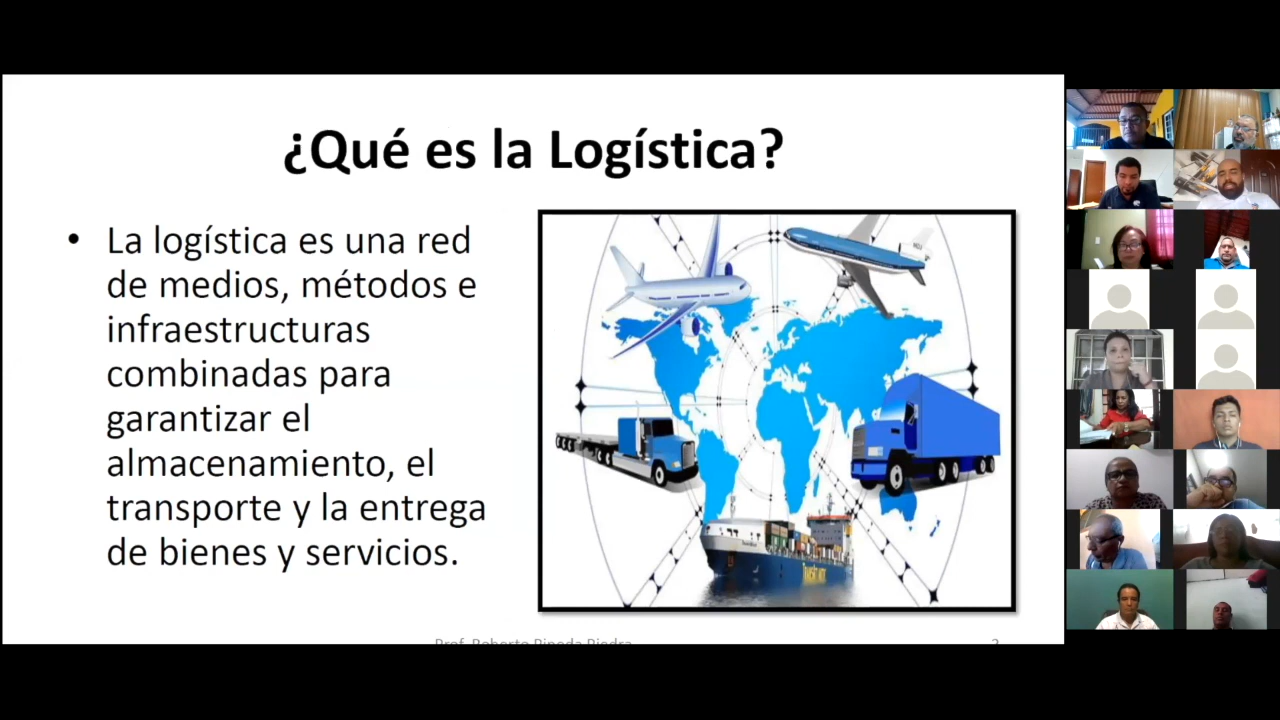 ¿Qué es la Logística?
• La logística es una red
de medios, métodos e
infraestructuras
combinadas para
garantizar el
almacenamiento, el
transporte y la entrega
de bienes y servicios.
Prof. Roberto Pineda Piedra